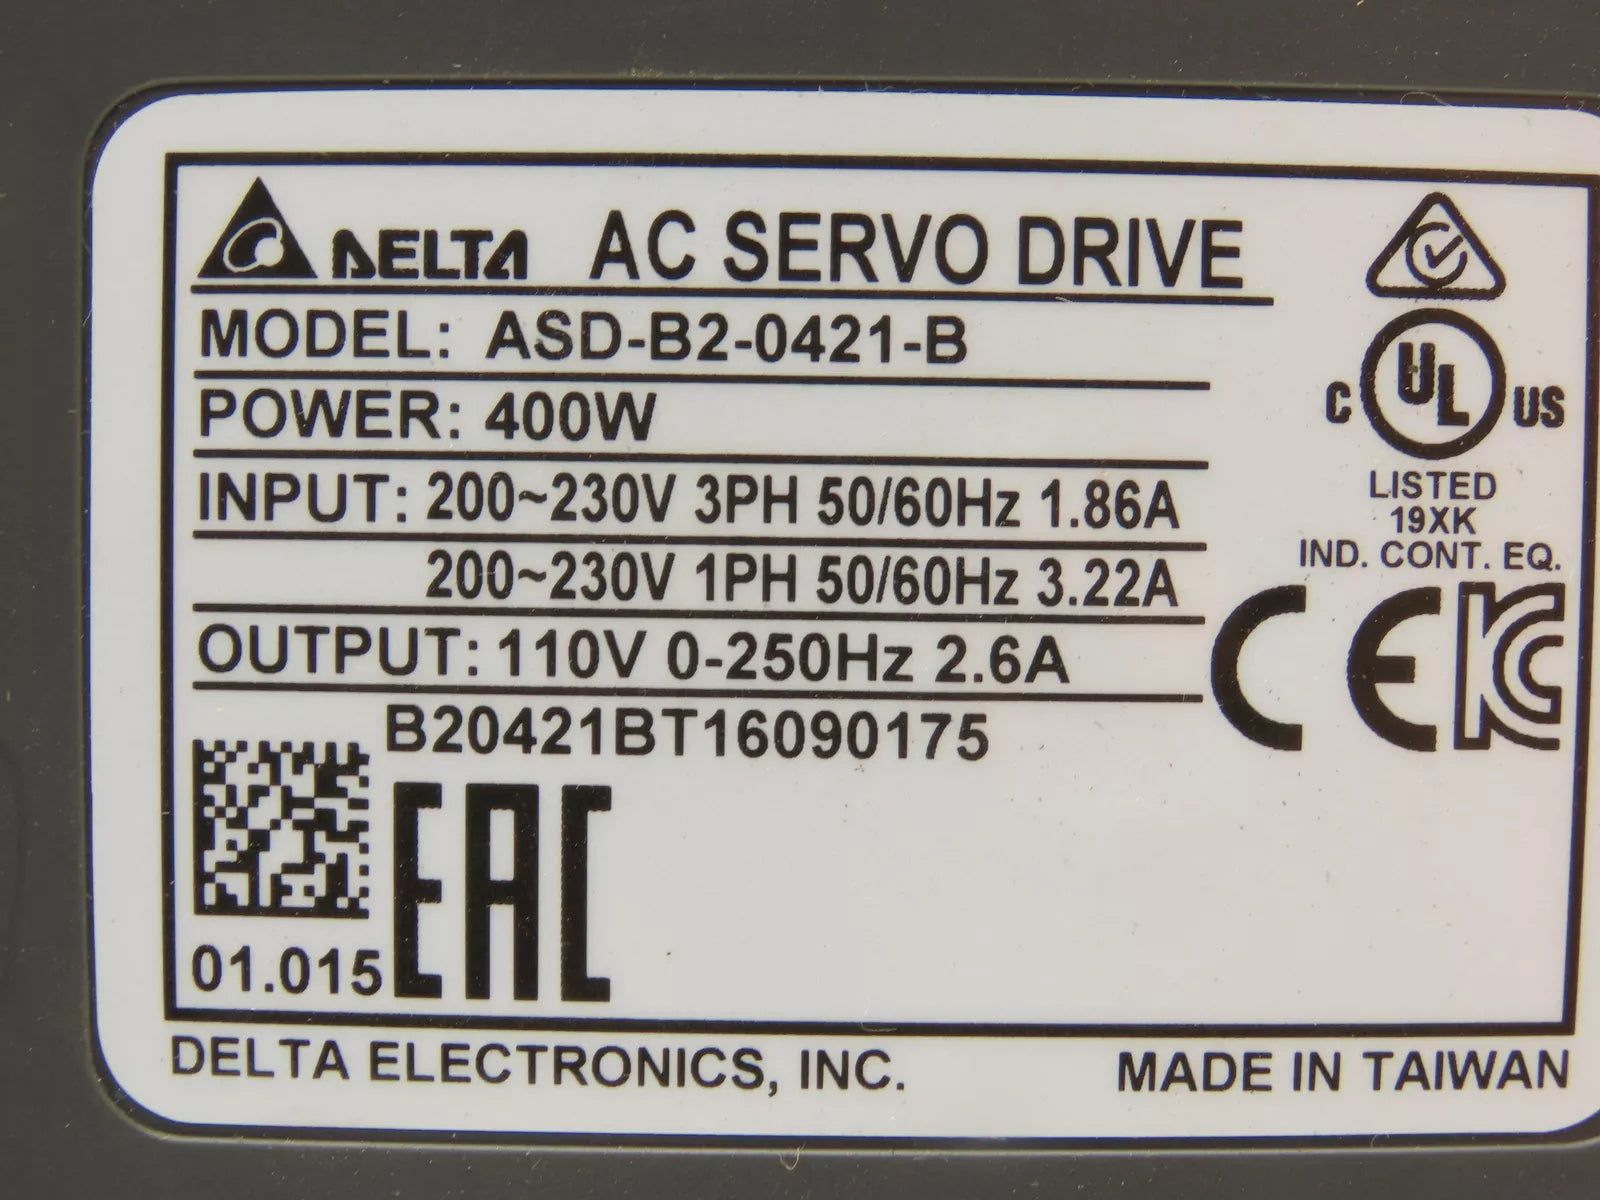 DELTA AC SERVO DRIVE
MODEL: ASD-B2-0421-B
POWER: 400W
INPUT: 200~230V 3PH 50/60Hz 1.86A
200~230V 1PH 50/60Hz 3.22A
OUTPUT: 110V 0-250Hz 2.6A
B20421BT16090175
01.015
EAC
C UL US
LISTED
19XK
IND. CONT. EQ.
CE KC
DELTA ELECTRONICS, INC.
MADE IN TAIWAN